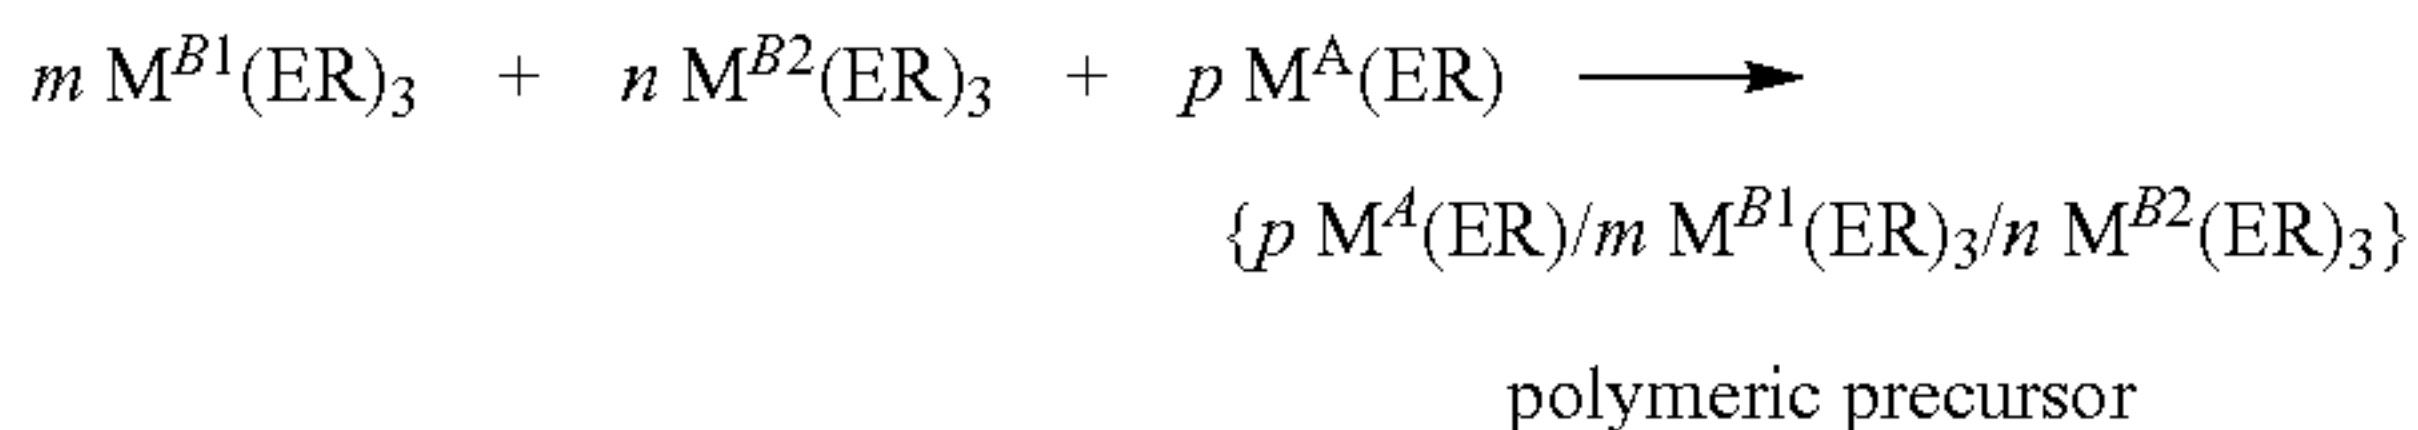 m M^{B1}(ER)_3 + n M^{B2}(ER)_3 + p M^A(ER) ⟶
{p M^A(ER)/m M^{B1}(ER)_3/n M^{B2}(ER)_3}
polymeric precursor